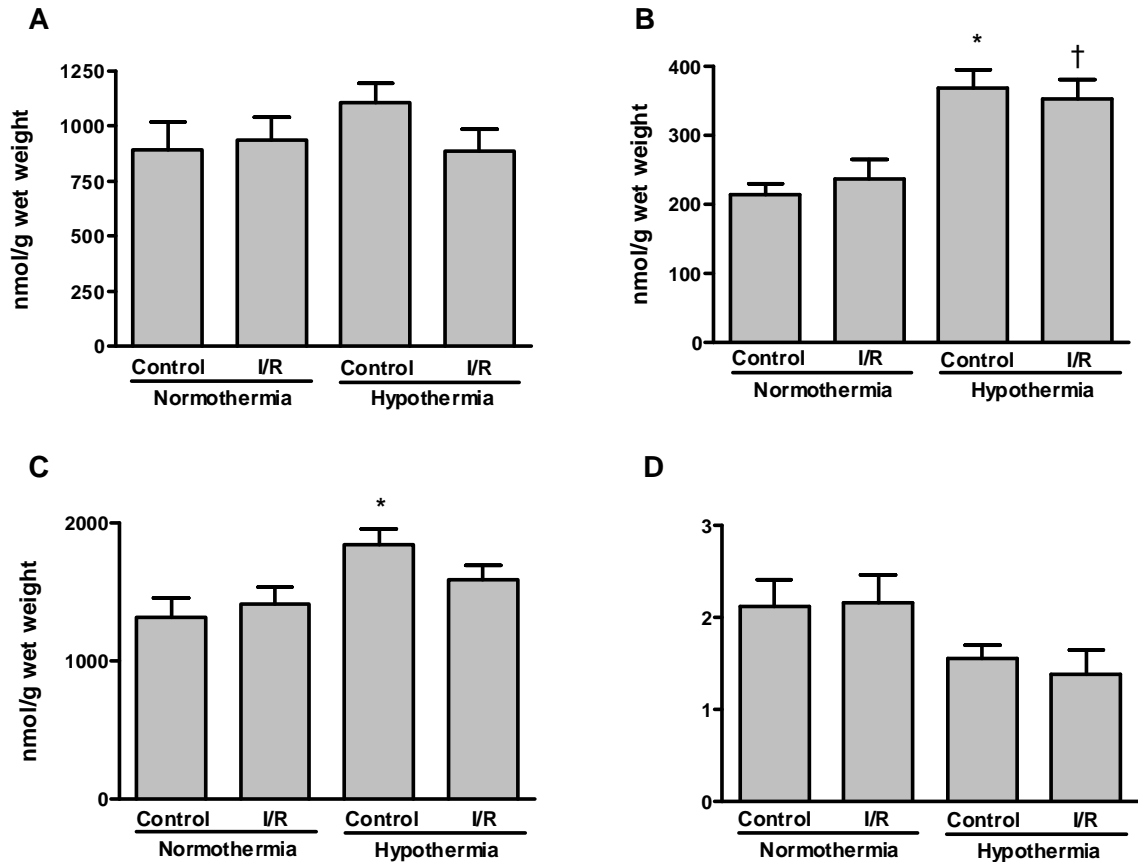 A
nmol/g wet weight
1250
1000
750
500
250
0
Control I/R Control I/R
Normothermia Hypothermia
B
nmol/g wet weight
* †
400
300
200
100
0
Control I/R Control I/R
Normothermia Hypothermia
C
nmol/g wet weight
*
2000
1000
0
Control I/R Control I/R
Normothermia Hypothermia
D
3
2
1
0
Control I/R Control I/R
Normothermia Hypothermia